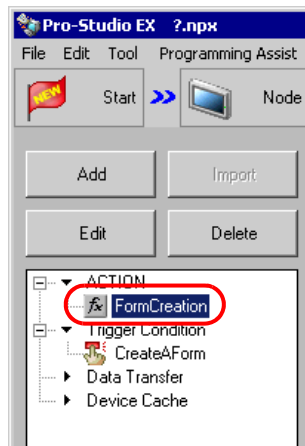 Pro-Studio EX ?.npx
File Edit Tool Programming Assist
NEW Start Node
Add Import
Edit Delete
ACTION
fx FormCreation
Trigger Condition
CreateAForm
Data Transfer
Device Cache